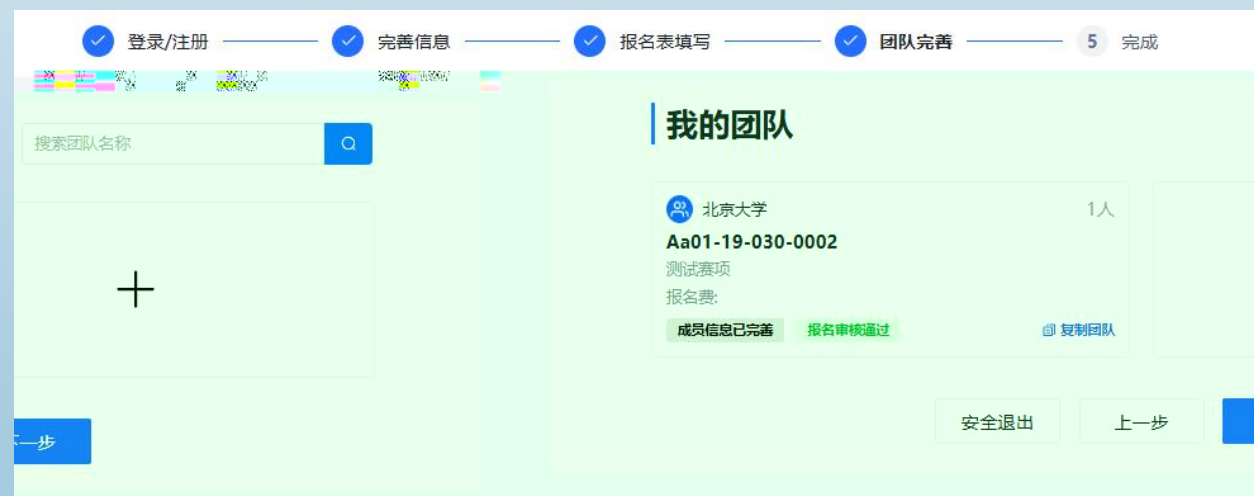 登录/注册
完善信息
报名表填写
团队完善
5 完成
搜索团队名称
我的团队
北京大学
1人
Aa01-19-030-0002
测试赛项
报名费:
成员信息已完善
报名审核通过
复制团队
安全退出
上一步
一步